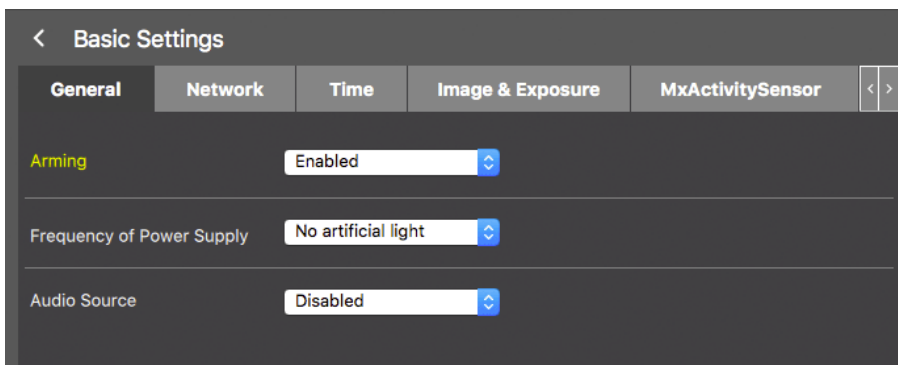 Basic Settings
General Network Time Image & Exposure MxActivitySensor
Arming Enabled
Frequency of Power Supply No artificial light
Audio Source Disabled